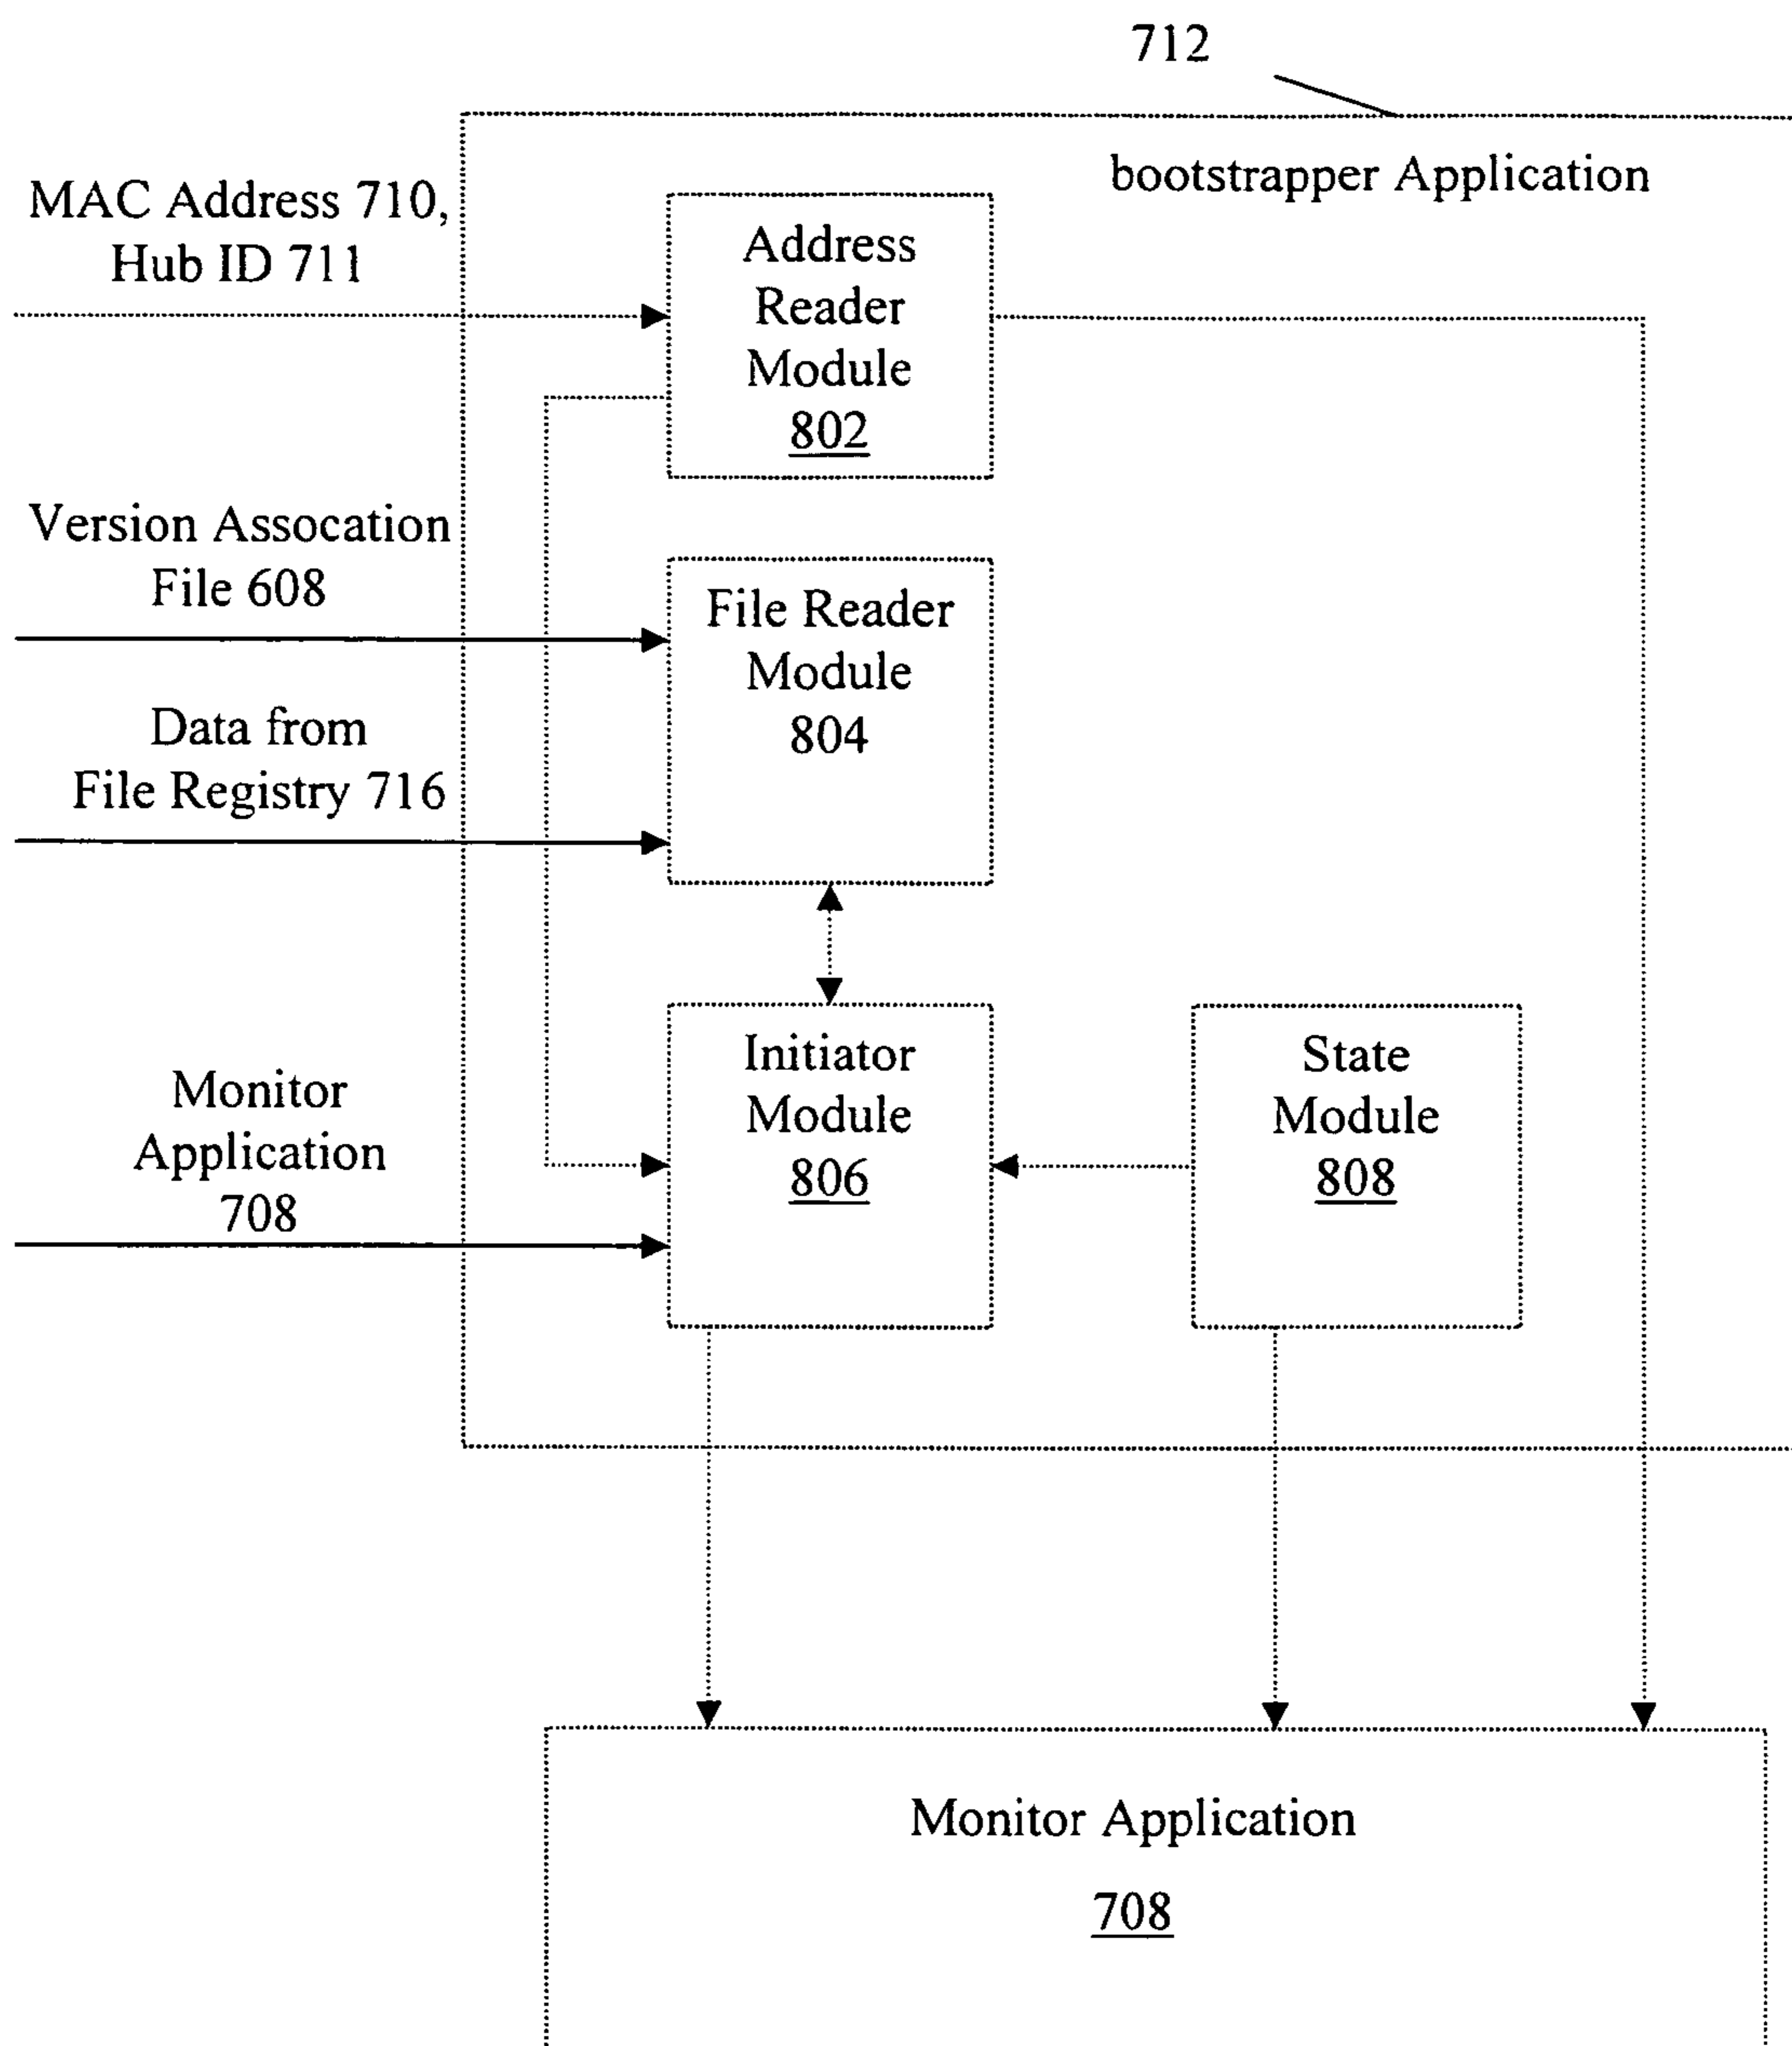 712
bootstrapper Application
MAC Address 710,
Hub ID 711
Address
Reader
Module
802
Version Assocation
File 608
File Reader
Module
804
Data from
File Registry 716
Initiator
Module
806
State
Module
808
Monitor
Application
708
Monitor Application
708